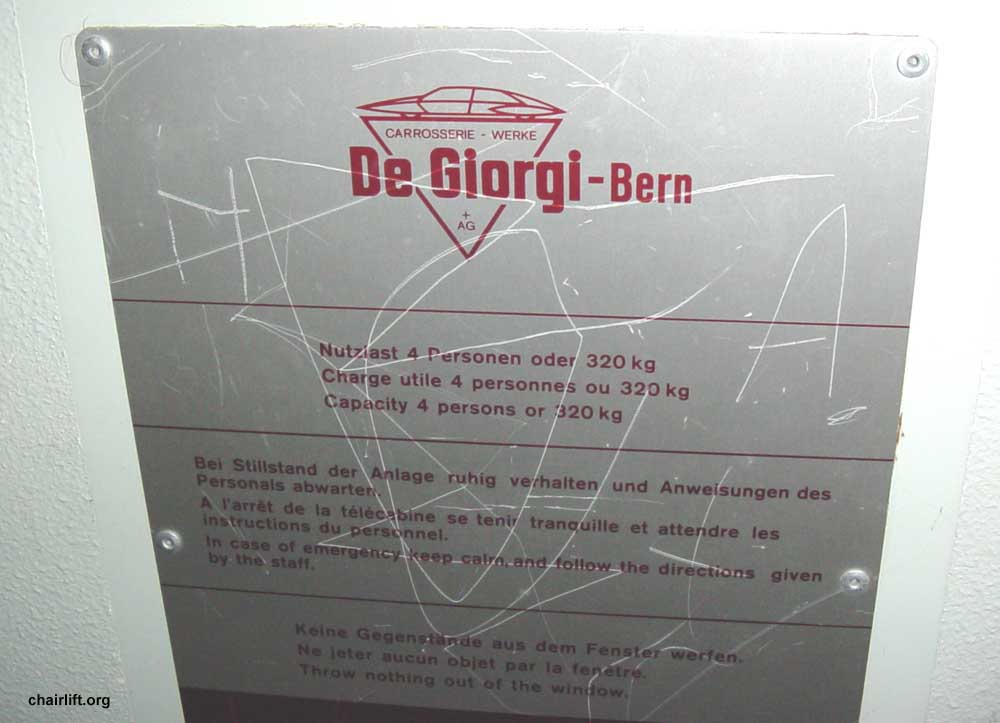 CARROSSERIE - WERKE
De Giorgi-Bern
+
AG
Nutzlast 4 Personen oder 320 kg
Charge utile 4 personnes ou 320 kg
Capacity 4 persons or 320 kg
Bei Stillstand der Anlage ruhig verhalten und Anweisungen des
Personals abwarten.
A l'arrêt de la télécabine se tenir tranquille et attendre les
instructions du personnel.
In case of emergency keep calm, and follow the directions given
by the staff.
Keine Gegenstände aus dem Fenster werfen.
Ne jeter aucun objet par la fenêtre.
Throw nothing out of the window.
chairlift.org